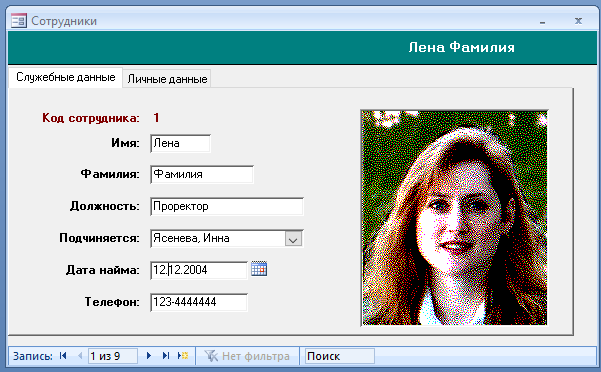 Сотрудники
Лена Фамилия
Служебные данные Личные данные
Код сотрудника: 1
Имя: Лена
Фамилия: Фамилия
Должность: Проректор
Подчиняется: Ясенева, Инна
Дата найма: 12.12.2004
Телефон: 123-4444444
Запись: 1 из 9 Нет фильтра Поиск